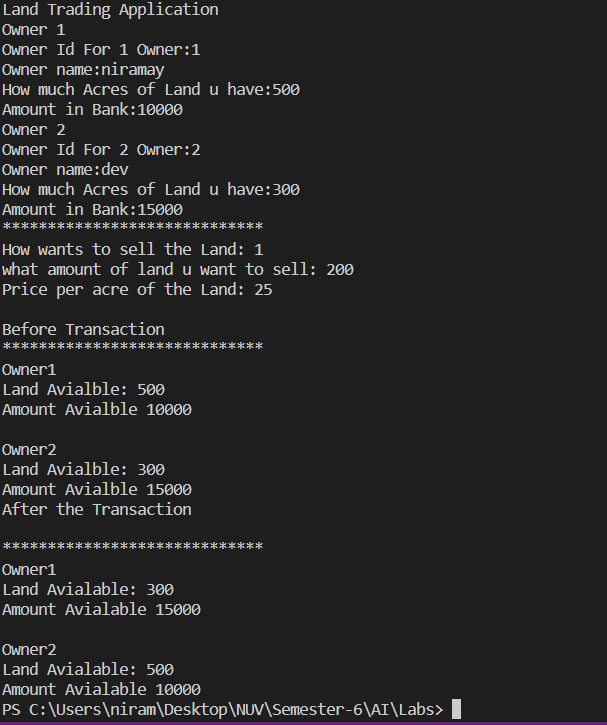 Land Trading Application
Owner 1
Owner Id For 1 Owner:1
Owner name:niramay
How much Acres of Land u have:500
Amount in Bank:10000
Owner 2
Owner Id For 2 Owner:2
Owner name:dev
How much Acres of Land u have:300
Amount in Bank:15000
*****************************
How wants to sell the Land: 1
what amount of land u want to sell: 200
Price per acre of the Land: 25
Before Transaction
*****************************
Owner1
Land Avialble: 500
Amount Avialble 10000
Owner2
Land Avialble: 300
Amount Avialble 15000
After the Transaction
*****************************
Owner1
Land Avialable: 300
Amount Avialable 15000
Owner2
Land Avialable: 500
Amount Avialable 10000
PS C:\Users\niram\Desktop\NUV\Semester-6\AI\Labs>